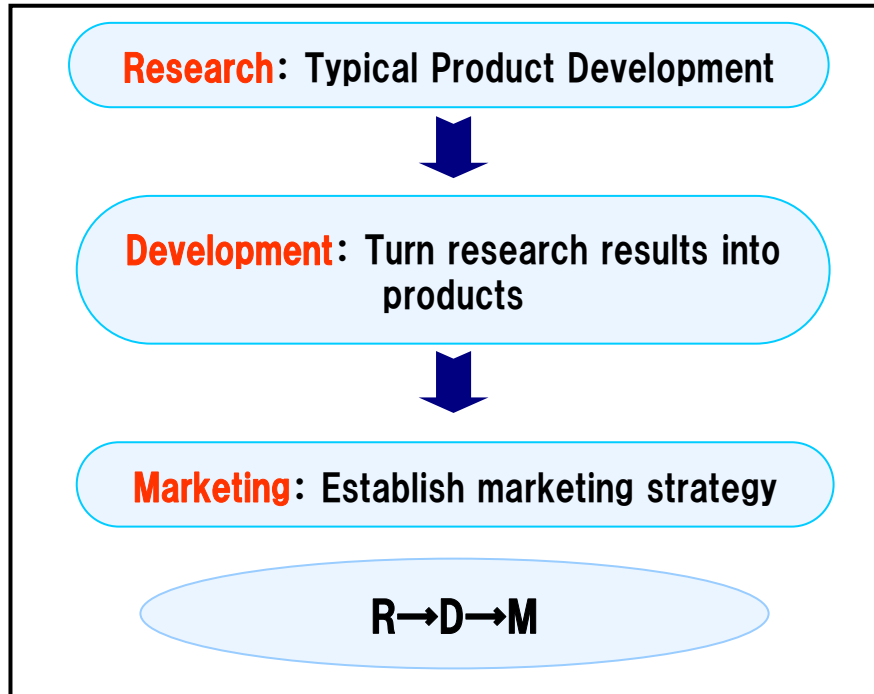 Research: Typical Product Development
Development: Turn research results into
products
Marketing: Establish marketing strategy
R→D→M